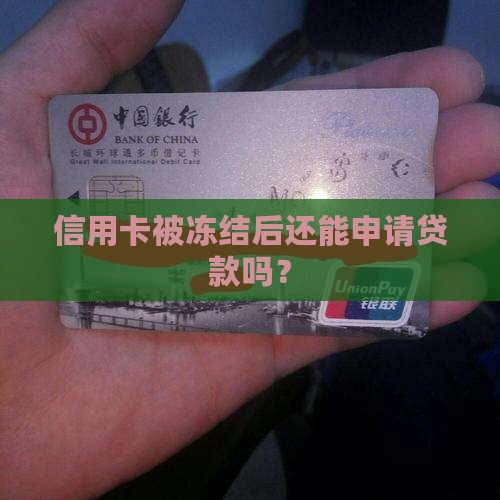 中国银行
BANK OF CHINA
长城环球通多币借记卡
Great Wall International Debit Card
信用卡被冻结后还能申请贷
款吗？
UnionPay
银联